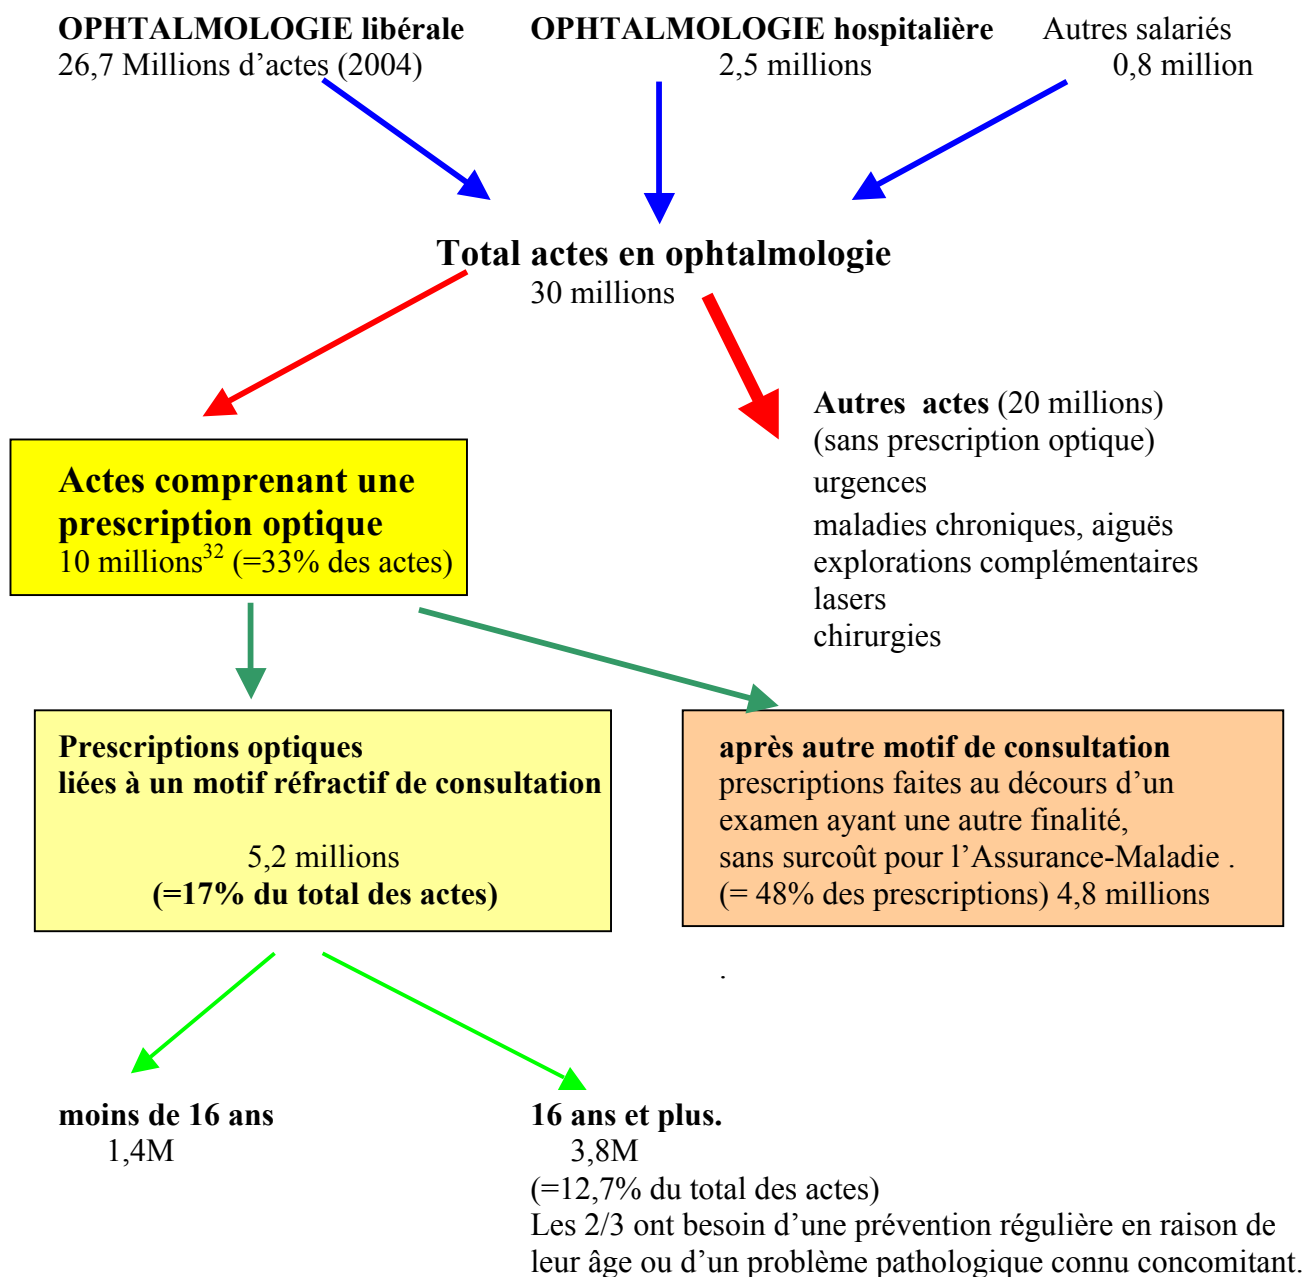 OPHTALMOLOGIE libérale
26,7 Millions d’actes (2004)
OPHTALMOLOGIE hospitalière
2,5 millions
Autres salariés
0,8 million
Total actes en ophtalmologie
30 millions
Autres actes (20 millions)
(sans prescription optique)
urgences
maladies chroniques, aiguës
explorations complémentaires
lasers
chirurgies
Actes comprenant une
prescription optique
10 millions32 (=33% des actes)
Prescriptions optiques
liées à un motif réfractif de consultation
5,2 millions
(=17% du total des actes)
après autre motif de consultation
prescriptions faites au décours d’un
examen ayant une autre finalité,
sans surcoût pour l’Assurance-Maladie .
(= 48% des prescriptions) 4,8 millions
.
moins de 16 ans
1,4M
16 ans et plus.
3,8M
(=12,7% du total des actes)
Les 2/3 ont besoin d’une prévention régulière en raison de
leur âge ou d’un problème pathologique connu concomitant.